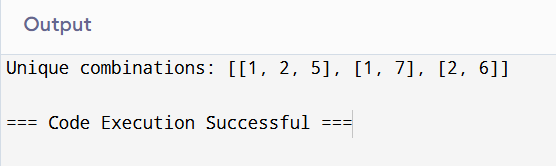 Output
Unique combinations: [[1, 2, 5], [1, 7], [2, 6]]
=== Code Execution Successful ===